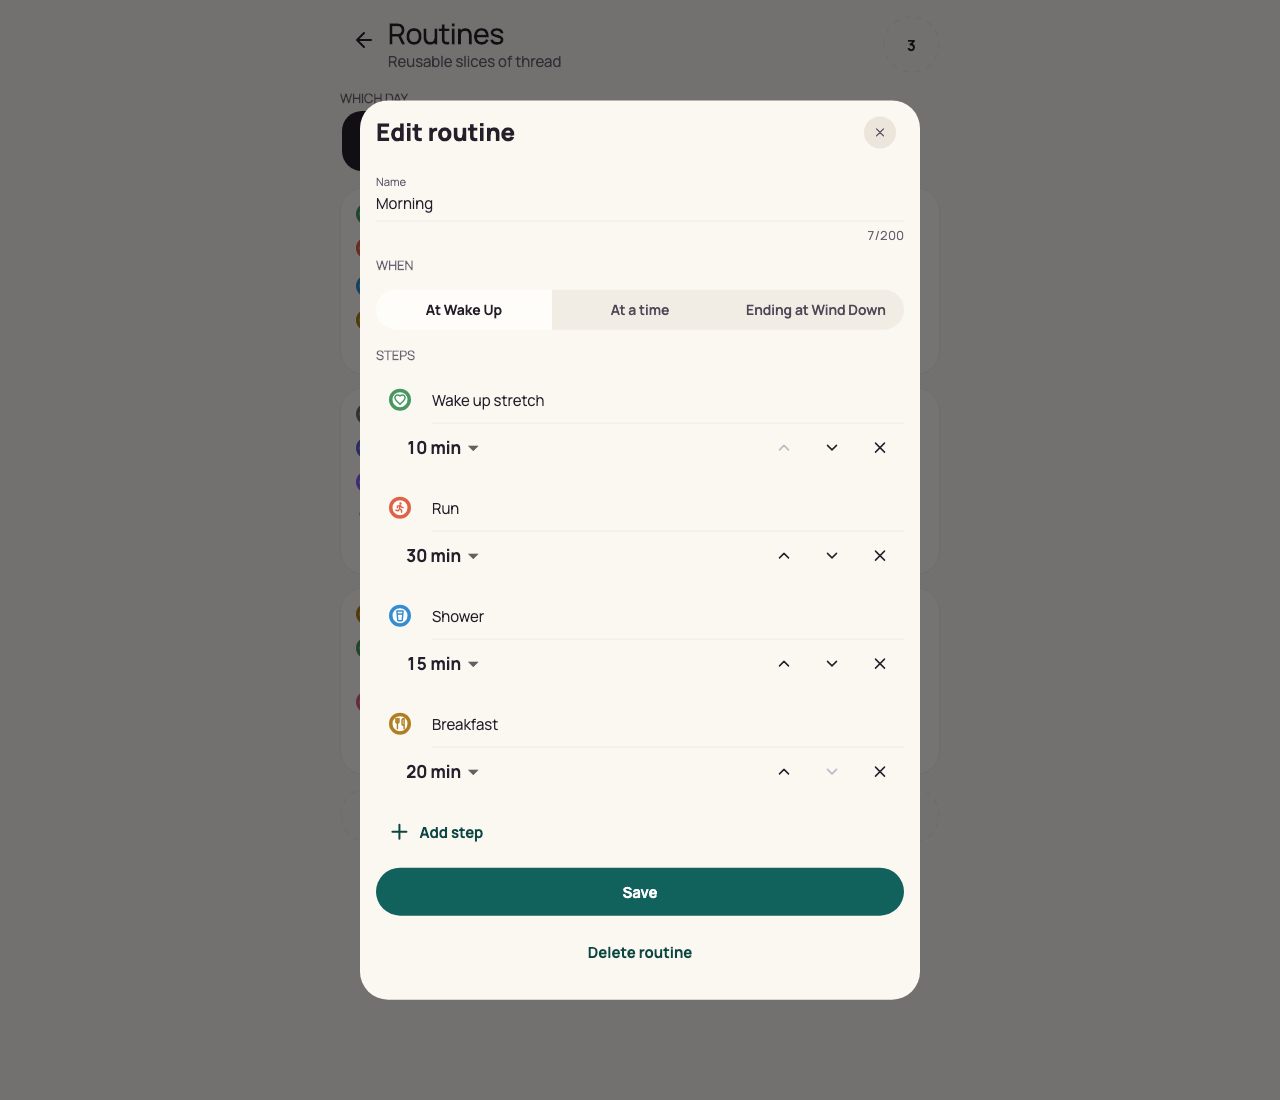 Routines
Reusable slices of thread
3
WHICH DAY
Edit routine
Name
Morning
7/200
WHEN
At Wake Up
At a time
Ending at Wind Down
STEPS
Wake up stretch
10 min
Run
30 min
Shower
15 min
Breakfast
20 min
Add step
Save
Delete routine